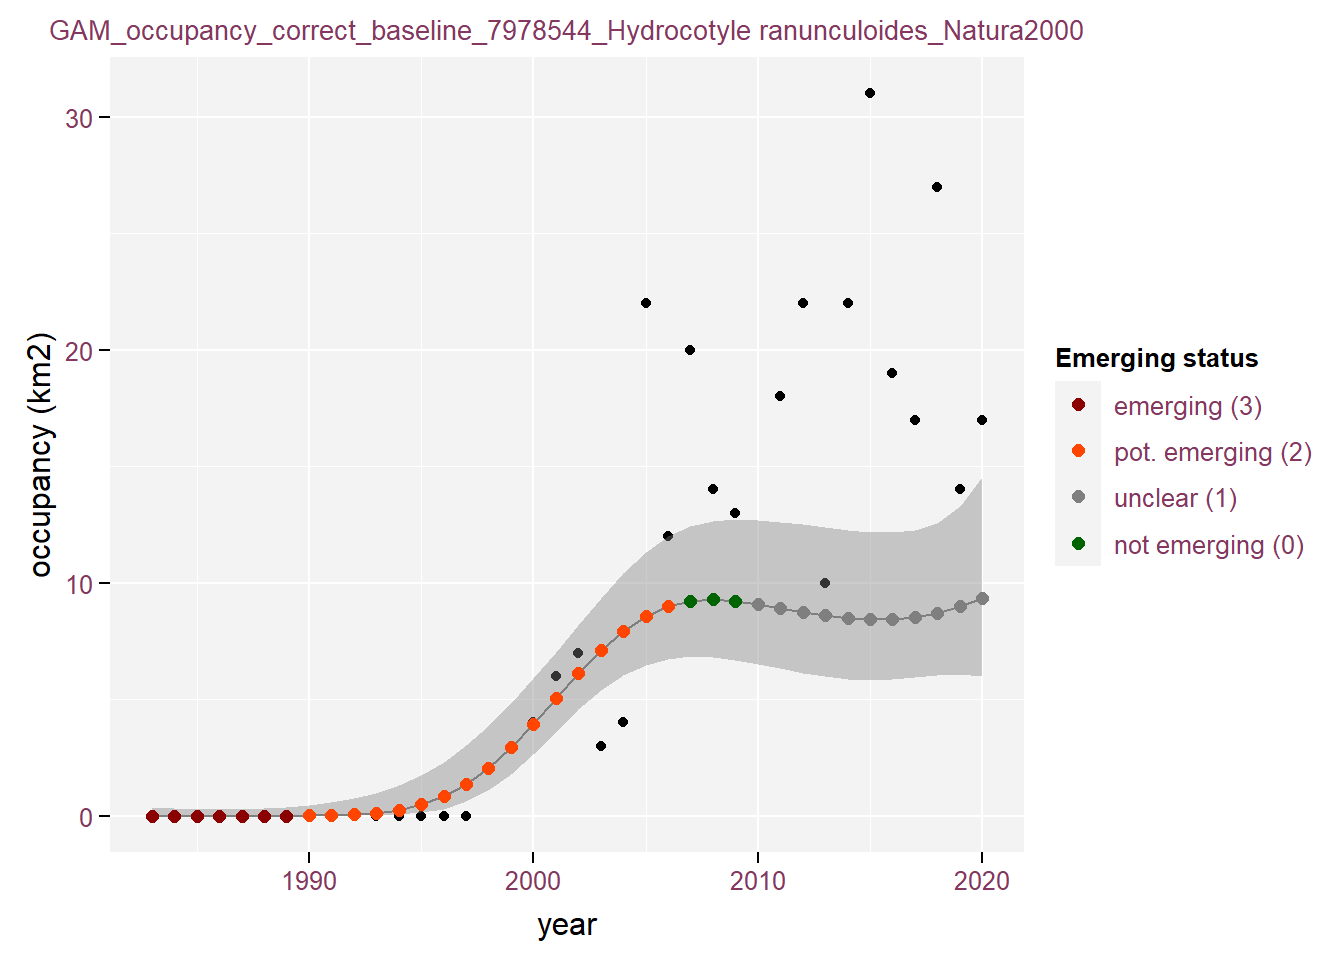 GAM_occupancy_correct_baseline_7978544_Hydrocotyle ranunculoides_Natura2000
30
20
10
0
occupancy (km2)
1990
2000
2010
2020
year
Emerging status
emerging (3)
pot. emerging (2)
unclear (1)
not emerging (0)